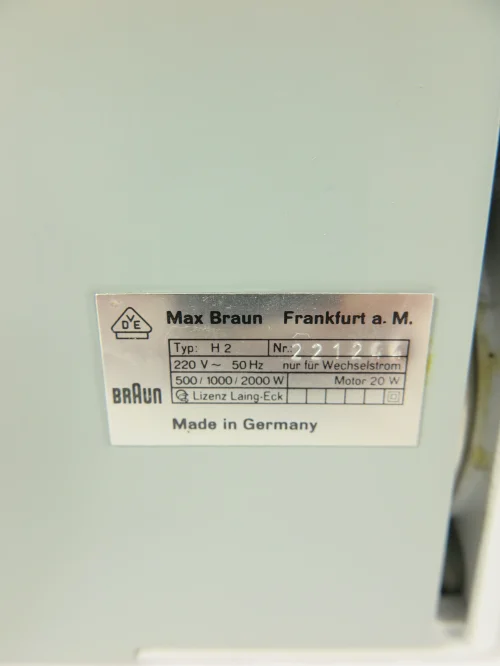 VDE
Max Braun Frankfurt a. M.
Typ: H 2 Nr.
220 V ~ 50 Hz nur für Wechselstrom
500/1000/2000 W Motor 20 W
BRAUN Lizenz Laing-Eck
Made in Germany